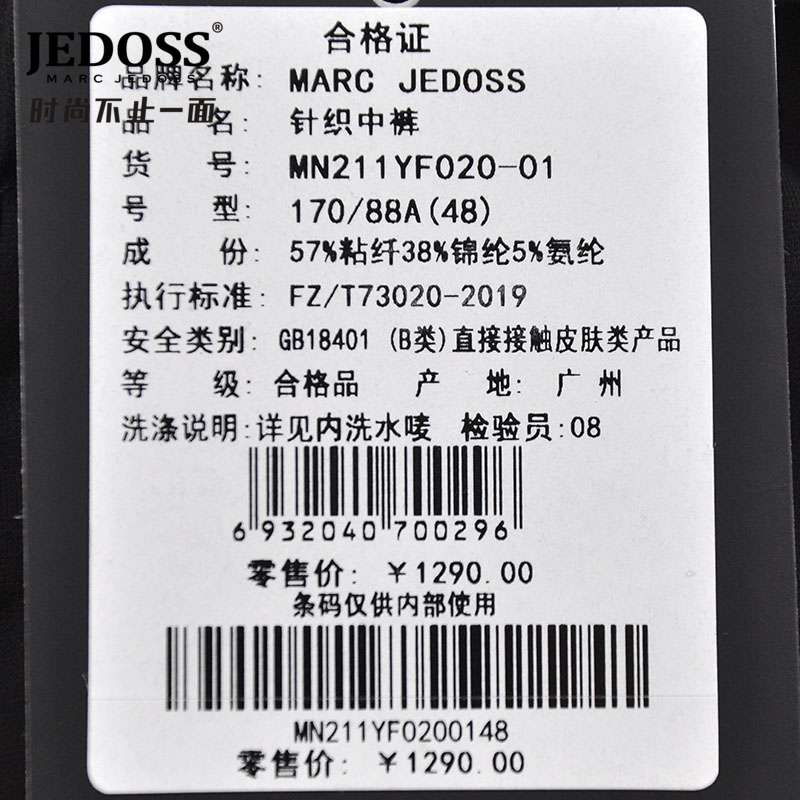 JEDOSS®
MARC JEDOSS
时尚不止一面
合格证
品牌名称: MARC JEDOSS
品 名: 针织中裤
货 号: MN211YF020-01
号 型: 170/88A(48)
成 份: 57%粘纤38%锦纶5%氨纶
执行标准: FZ/T73020-2019
安全类别: GB18401 (B类)直接接触皮肤类产品
等 级: 合格品 产 地: 广州
洗涤说明:详见内洗水唛 检验员:08
6 932040 700296
零售价: ¥1290.00
条码仅供内部使用
MN211YF0200148
零售价: ¥1290.00